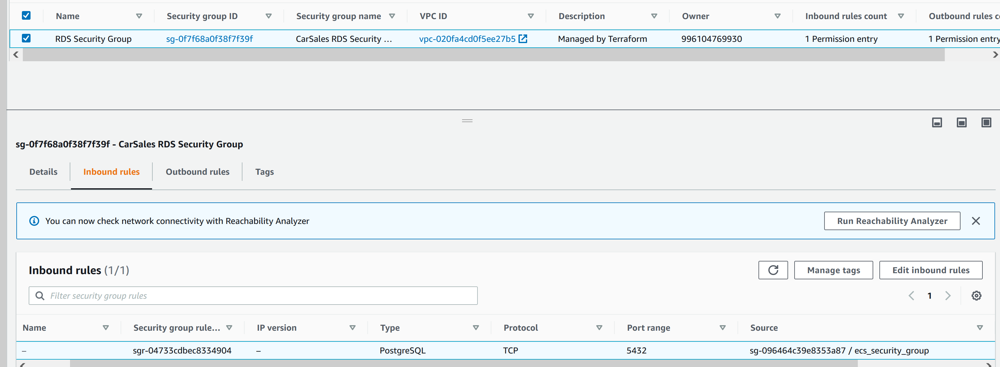 Name Security group ID Security group name VPC ID Description Owner Inbound rules count Outbound rules
RDS Security Group sg-0f7f68a0f38f7f39f CarSales RDS Security ... vpc-020fa4cd0f5ee27b5 Managed by Terraform 996104769930 1 Permission entry 1 Permission entry
sg-0f7f68a0f38f7f39f - CarSales RDS Security Group
Details Inbound rules Outbound rules Tags
You can now check network connectivity with Reachability Analyzer Run Reachability Analyzer
Inbound rules (1/1) Manage tags Edit inbound rules
Filter security group rules 1
Name Security group rule... IP version Type Protocol Port range Source
– sgr-04733cdbec8334904 – PostgreSQL TCP 5432 sg-096464c39e8353a87 / ecs_security_group